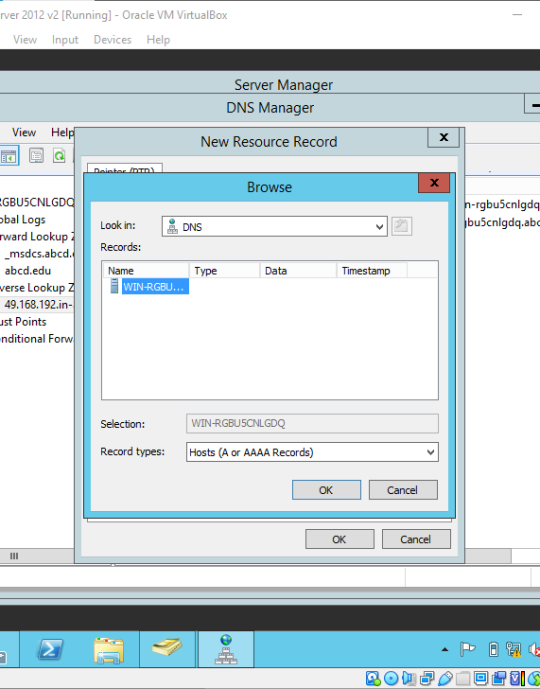 rver 2012 v2 [Running] - Oracle VM VirtualBox
View Input Devices Help
Server Manager
DNS Manager
View Help
New Resource Record
x
Pointer (PTR)
Browse
x
RGBU5CNLGDQ
n-rgbu5cnlgdq
obal Logs
Look in: DNS
gbu5cnlgdq.abc
rward Lookup Z
Records:
_msdcs.abcd.e
Name Type Data Timestamp
abcd.edu
verse Lookup Z
WIN-RGBU...
49.168.192.in-
ust Points
onditional Forw
Selection: WIN-RGBU5CNLGDQ
Record types: Hosts (A or AAAA Records)
OK Cancel
OK Cancel